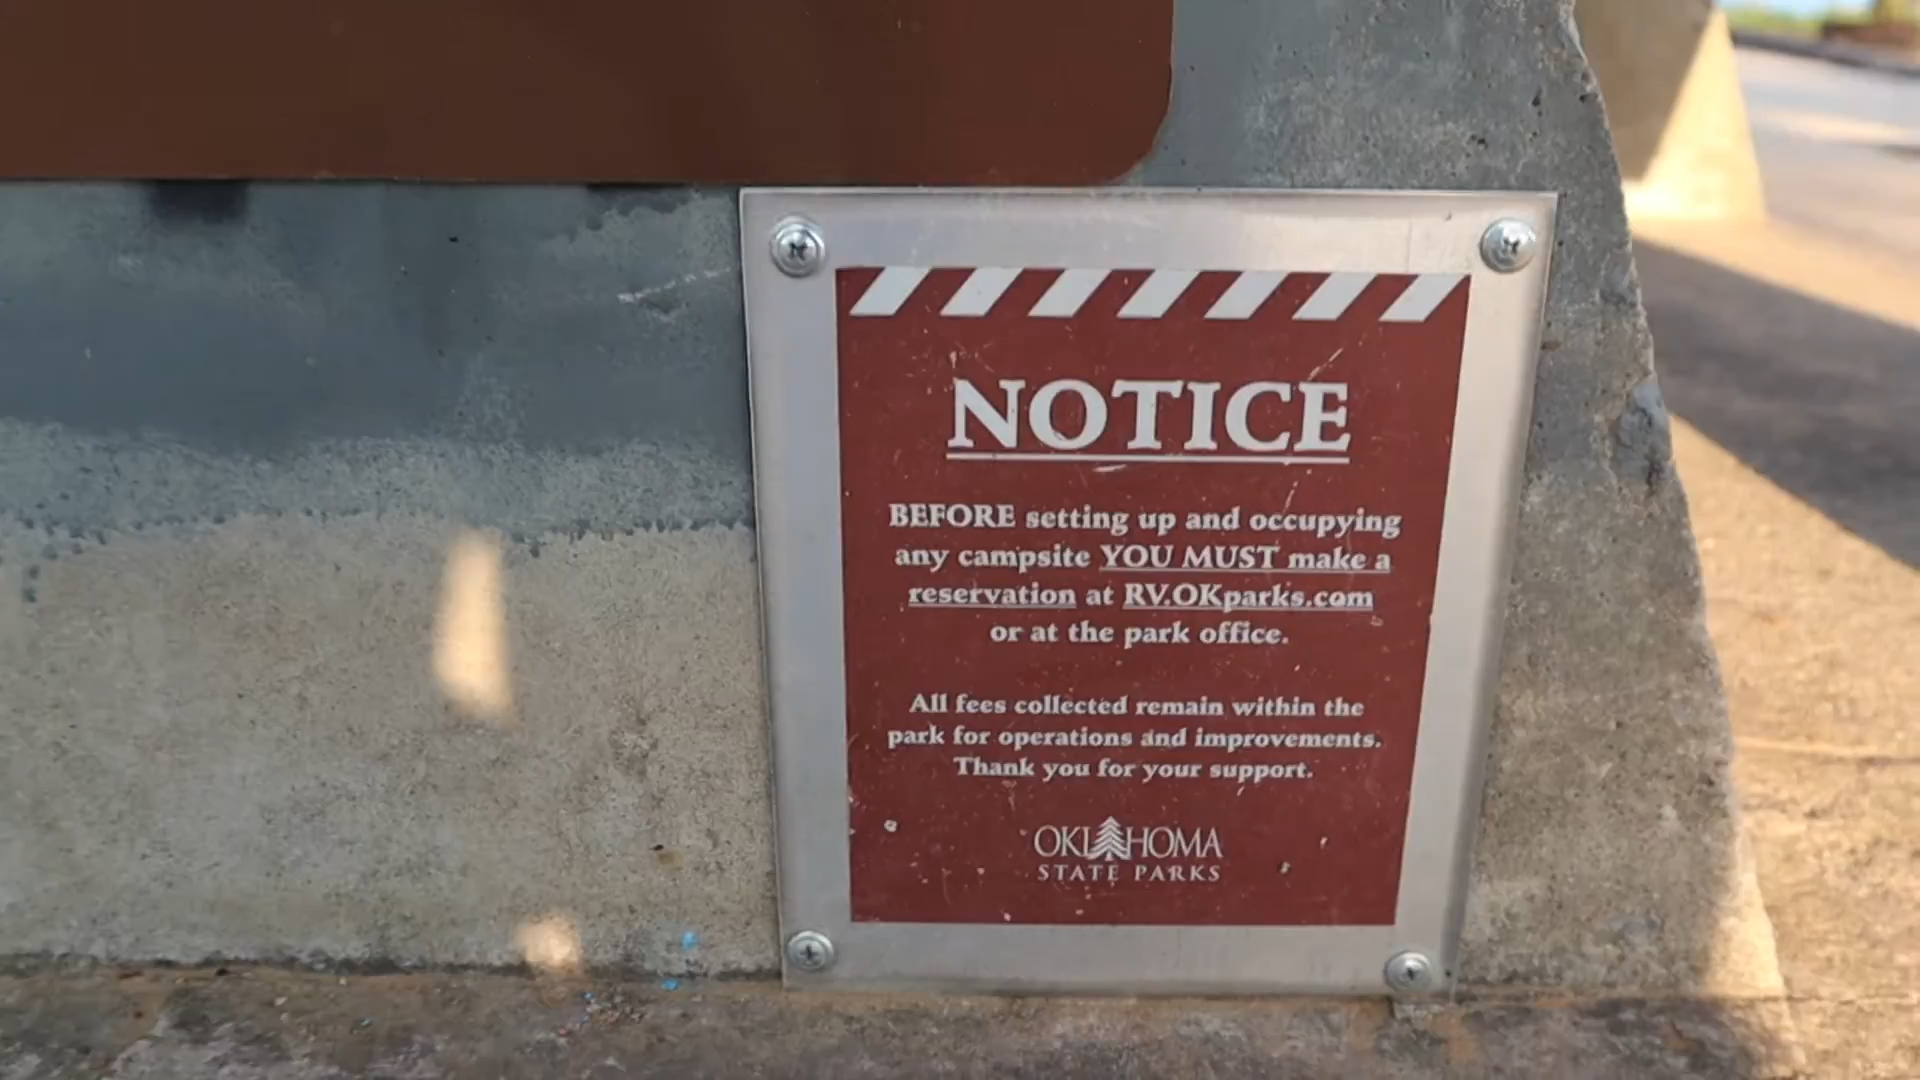 NOTICE
BEFORE setting up and occupying
any campsite YOU MUST make a
reservation at RV.OKparks.com
or at the park office.
All fees collected remain within the
park for operations and improvements.
Thank you for your support.
OKLAHOMA
STATE PARKS